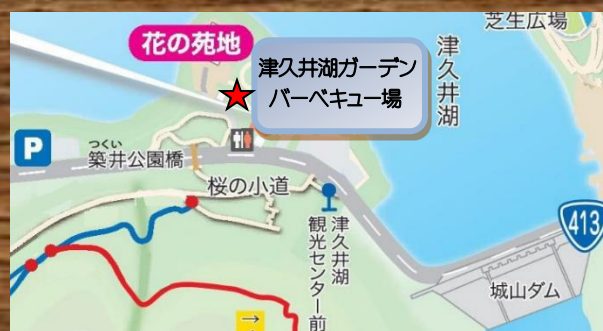 芝生広場
花の苑地
津久井湖ガーデン
バーベキュー場
津久井湖
P
つくい
築井公園橋
桜の小道
津久井湖
観光センター前
413
城山ダム